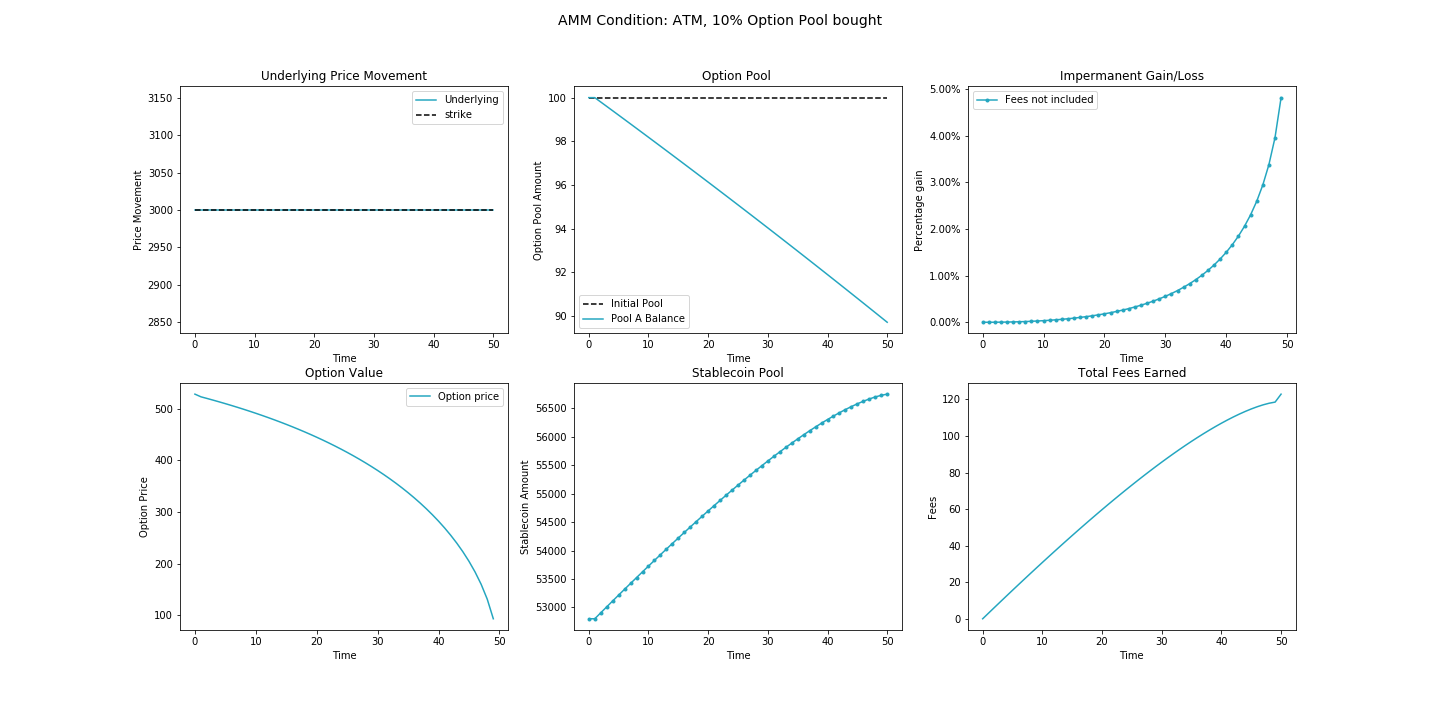 AMM Condition: ATM, 10% Option Pool bought
Underlying Price Movement
Price Movement
3150
3100
3050
3000
2950
2900
2850
Underlying
strike
0 10 20 30 40 50
Time
Option Pool
Option Pool Amount
100
98
96
94
92
90
Initial Pool
Pool A Balance
0 10 20 30 40 50
Time
Impermanent Gain/Loss
Percentage gain
5.00%
4.00%
3.00%
2.00%
1.00%
0.00%
Fees not included
0 10 20 30 40 50
Time
Option Value
Option Price
500
400
300
200
100
Option price
0 10 20 30 40 50
Time
Stablecoin Pool
Stablecoin Amount
56500
56000
55500
55000
54500
54000
53500
53000
0 10 20 30 40 50
Time
Total Fees Earned
Fees
120
100
80
60
40
20
0
0 10 20 30 40 50
Time